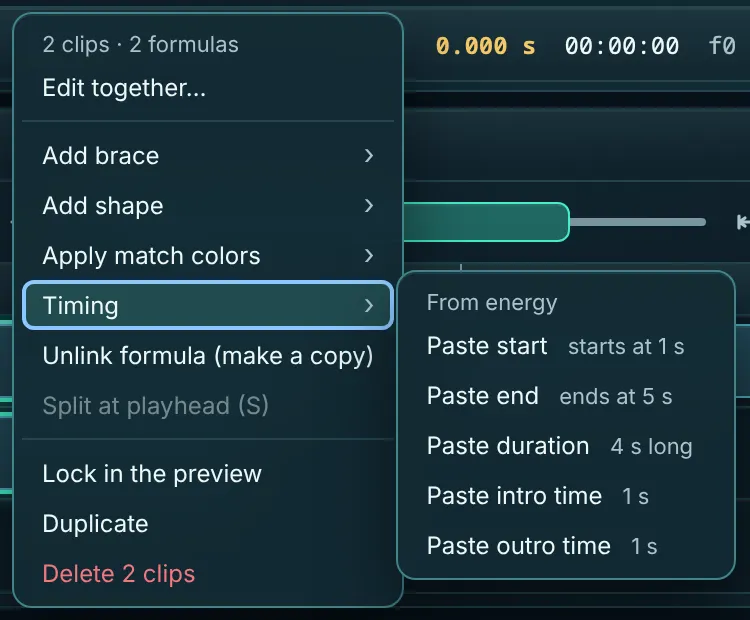 2 clips · 2 formulas
0.000 s 00:00:00 f0
Edit together...
Add brace
Add shape
Apply match colors
Timing
Unlink formula (make a copy)
Split at playhead (S)
Lock in the preview
Duplicate
Delete 2 clips
From energy
Paste start starts at 1 s
Paste end ends at 5 s
Paste duration 4 s long
Paste intro time 1 s
Paste outro time 1 s